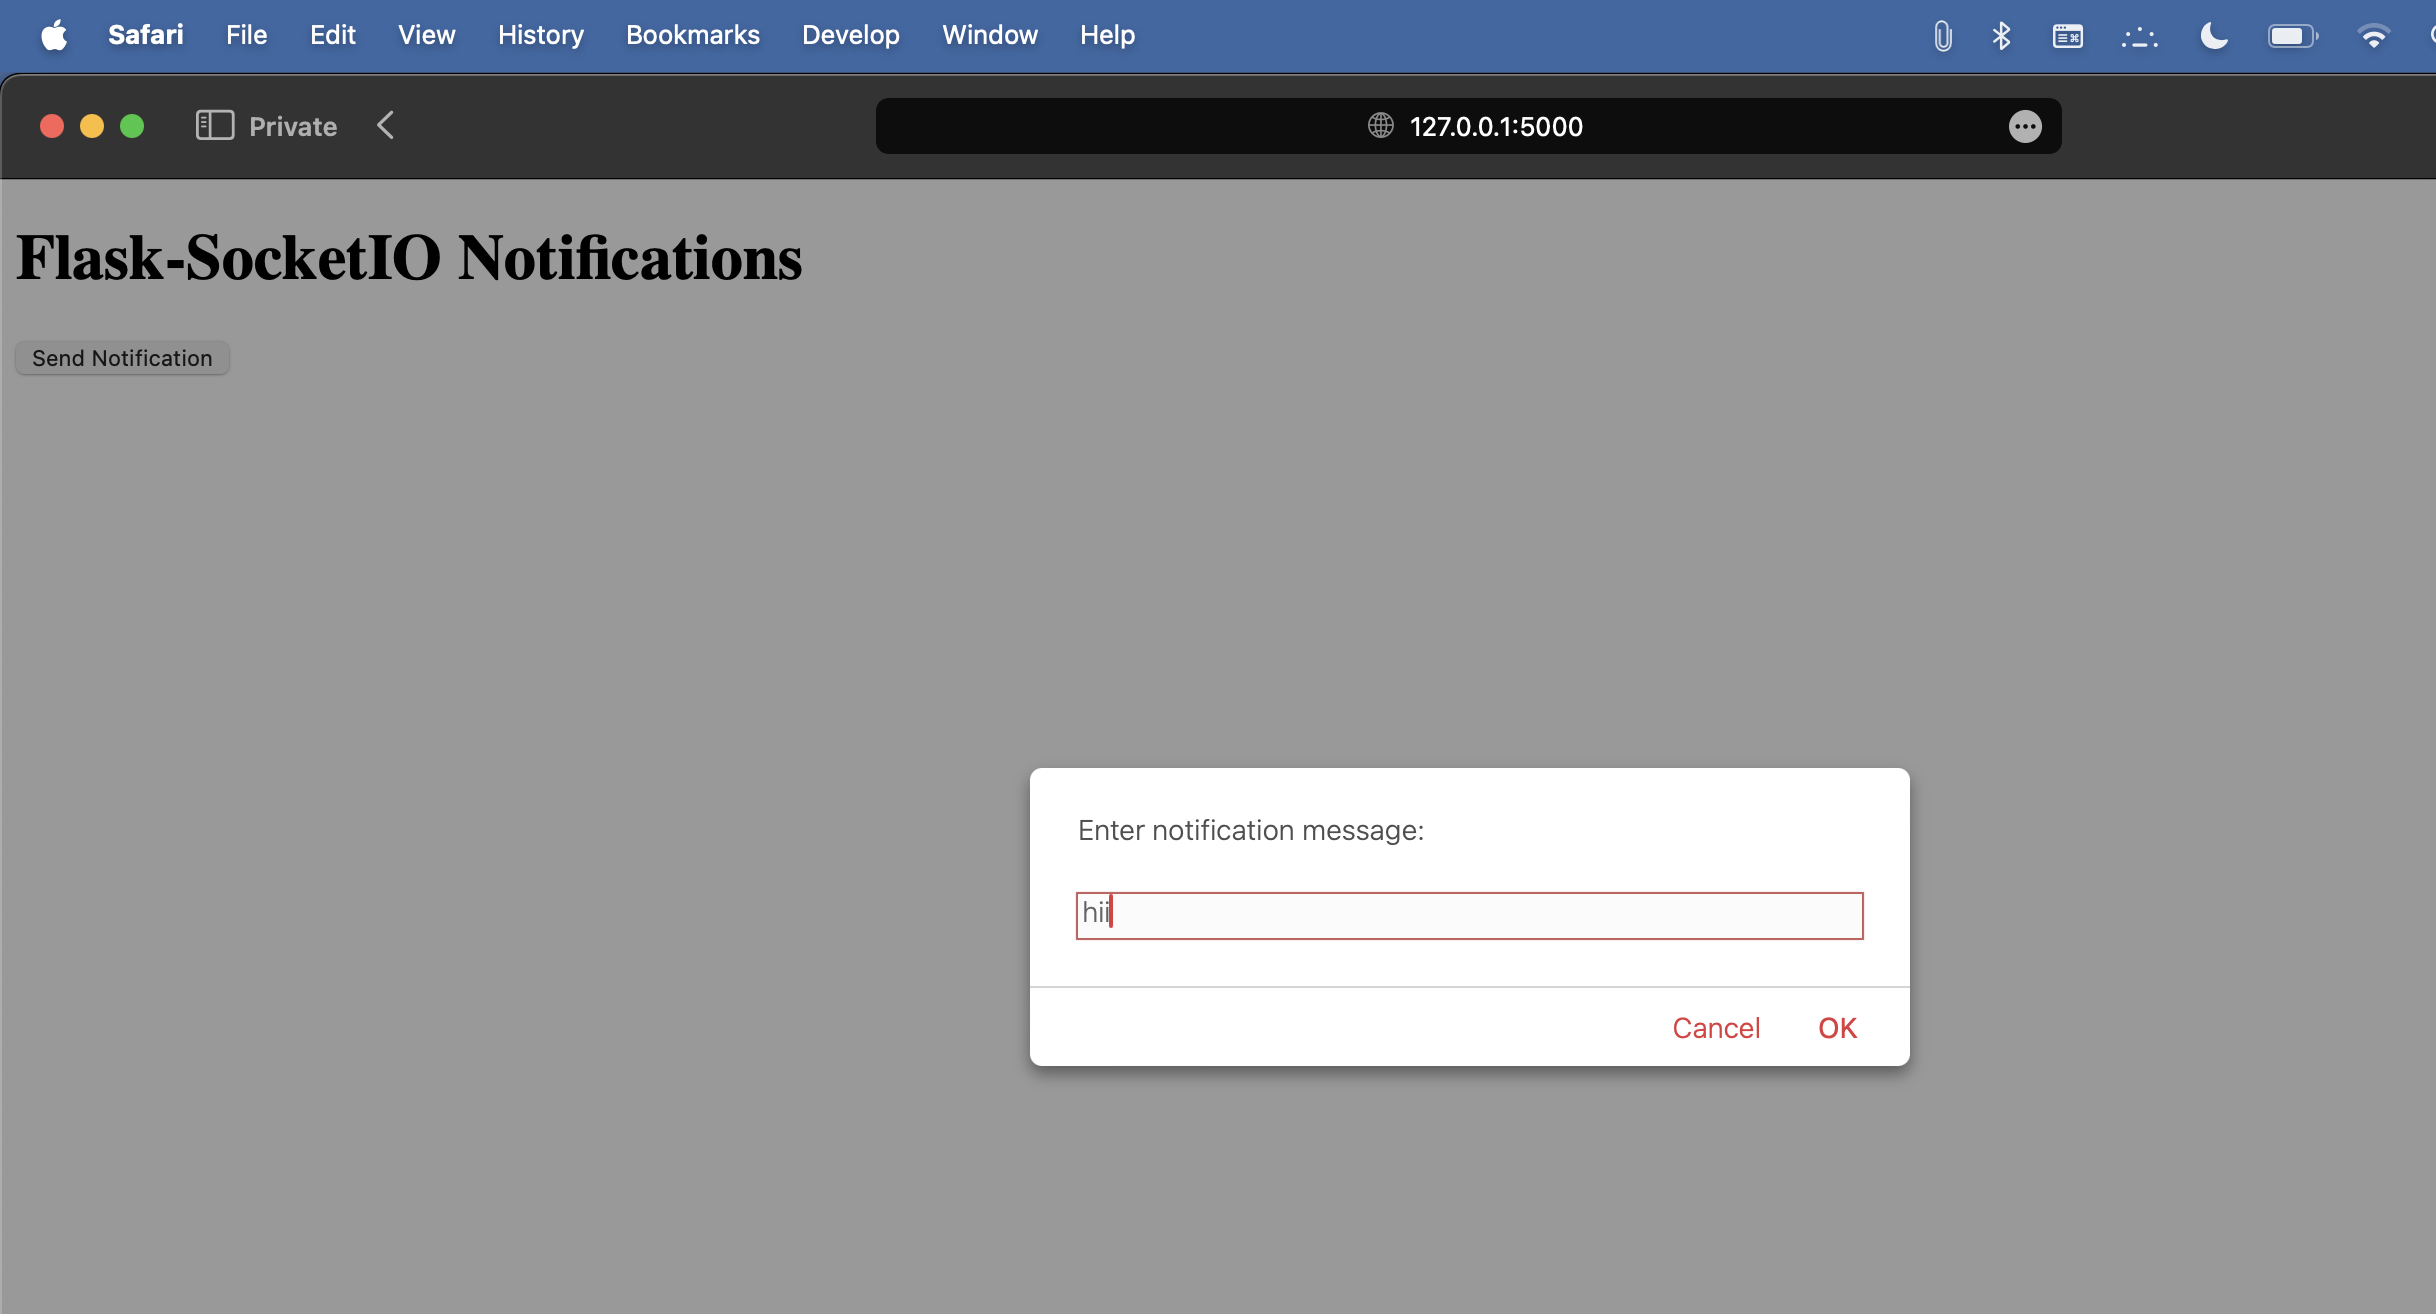 Safari File Edit View History Bookmarks Develop Window Help
Private 127.0.0.1:5000
Flask-SocketIO Notifications
Send Notification
Enter notification message:
hii
Cancel OK